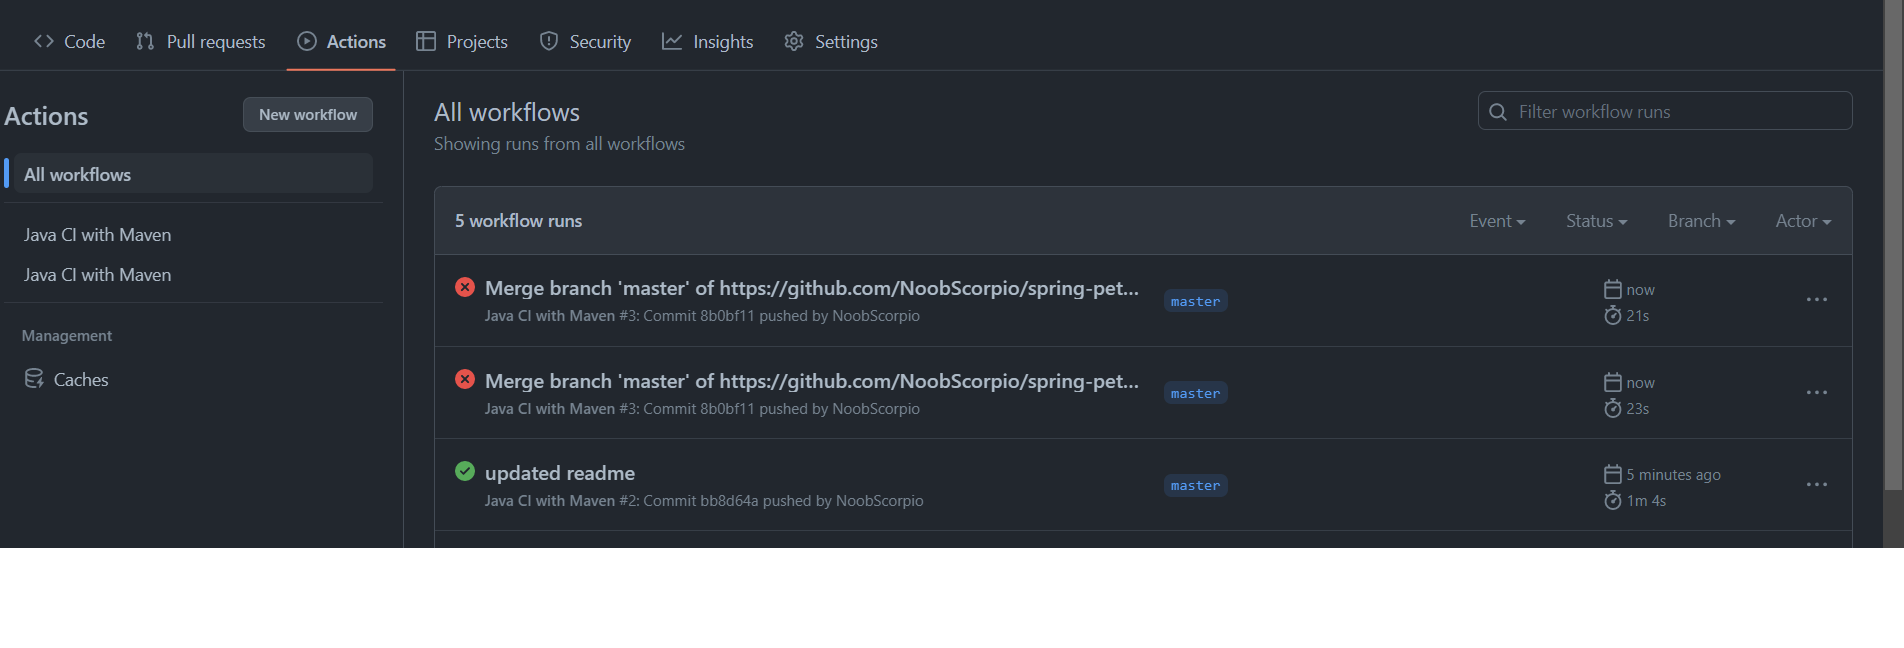 Code Pull requests Actions Projects Security Insights Settings
Actions
New workflow
All workflows
Java CI with Maven
Java CI with Maven
Management
Caches
All workflows
Showing runs from all workflows
Filter workflow runs
5 workflow runs
Event Status Branch Actor
Merge branch 'master' of https://github.com/NoobScorpio/spring-pet...
Java CI with Maven #3: Commit 8b0bf11 pushed by NoobScorpio
master
now
21s
Merge branch 'master' of https://github.com/NoobScorpio/spring-pet...
Java CI with Maven #3: Commit 8b0bf11 pushed by NoobScorpio
master
now
23s
updated readme
Java CI with Maven #2: Commit bb8d64a pushed by NoobScorpio
master
5 minutes ago
1m 4s